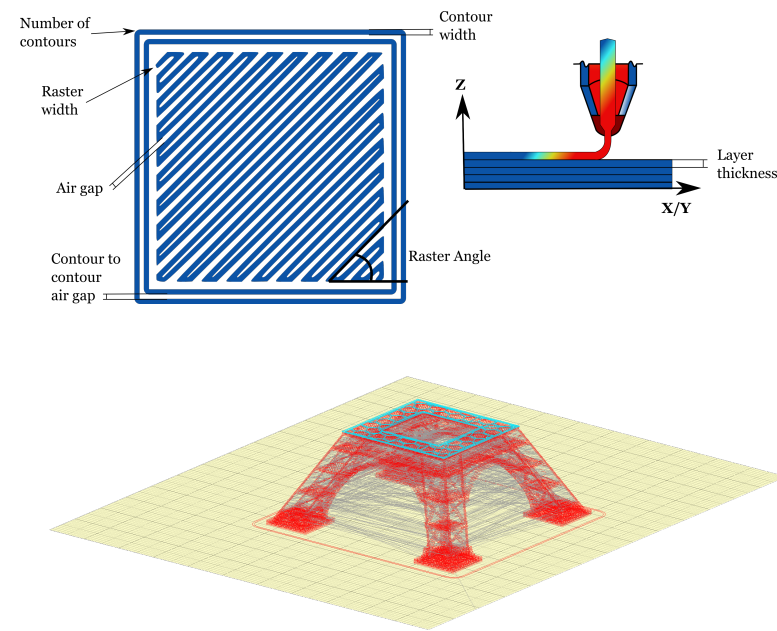 Number of
contours
Contour
width
Raster
width
Air gap
Contour to
contour
air gap
Raster Angle
Z
Layer
thickness
X/Y